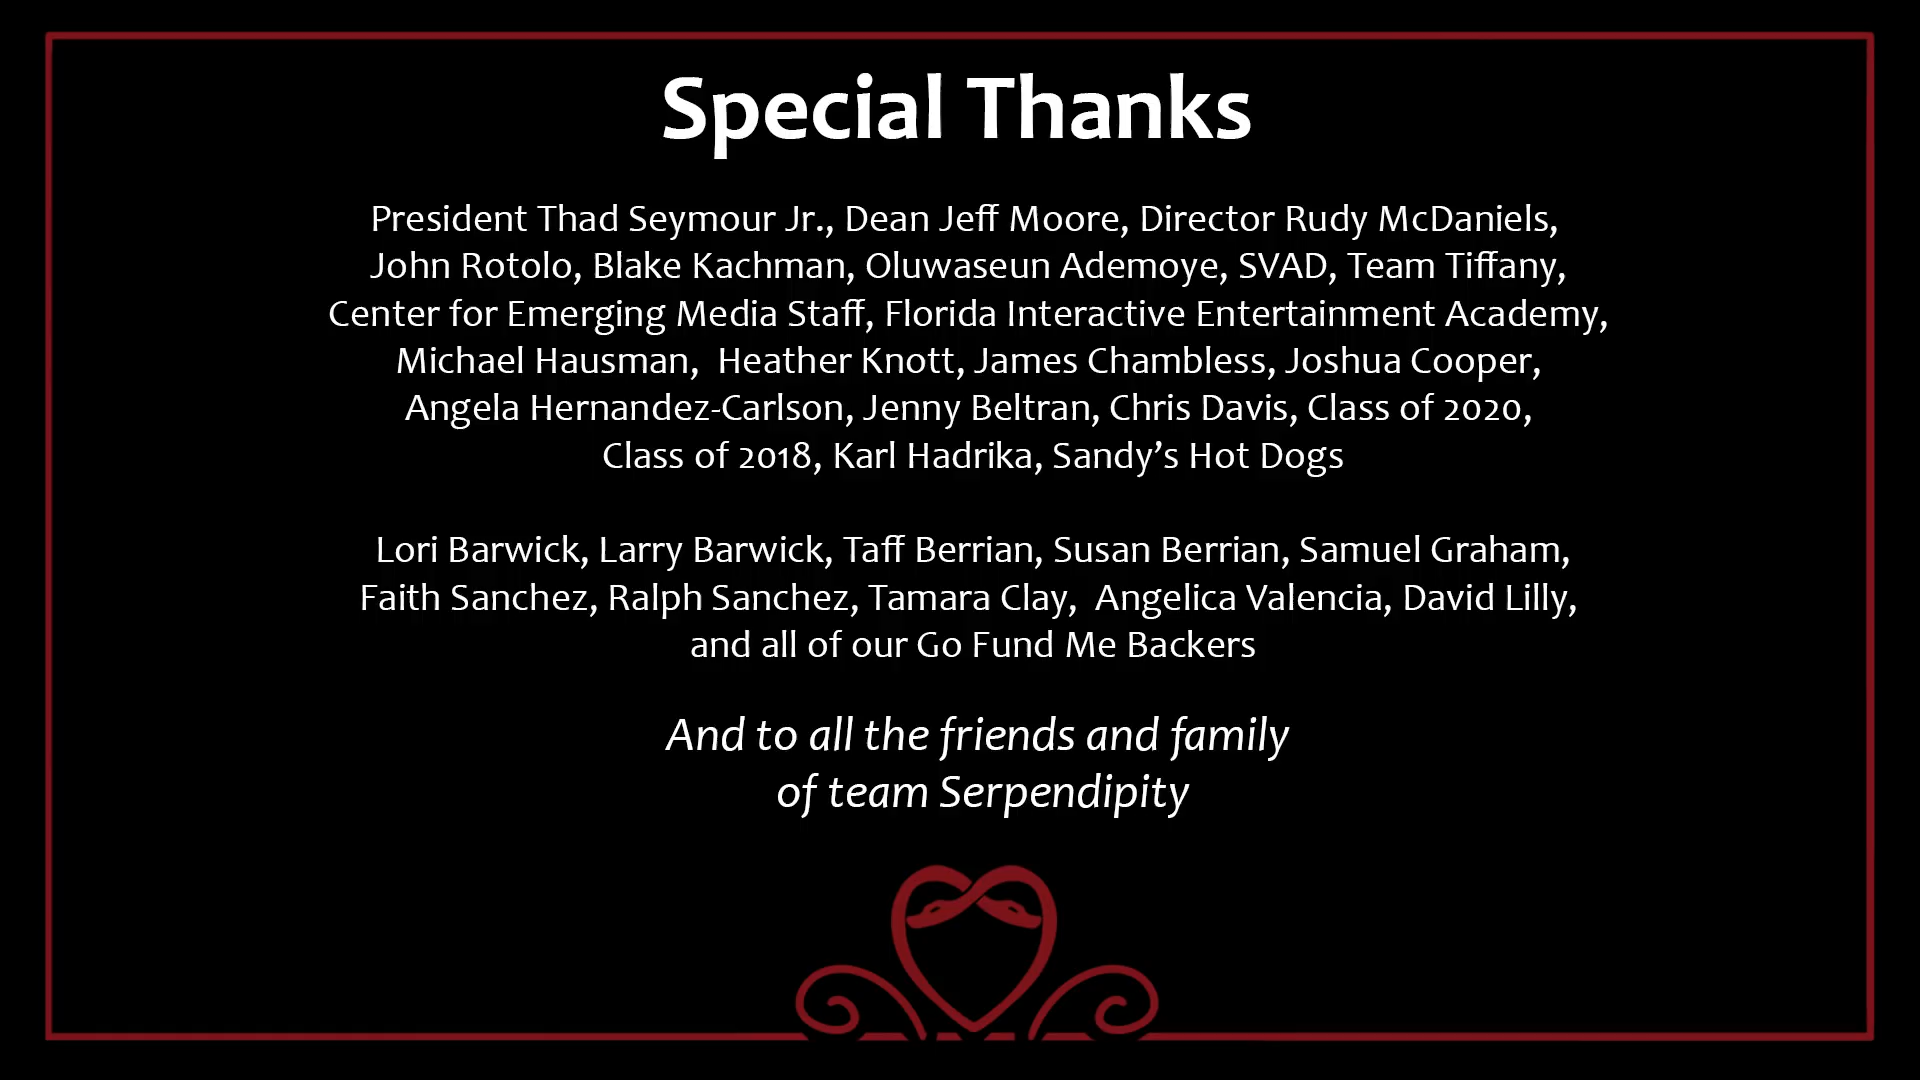 Special Thanks
President Thad Seymour Jr., Dean Jeff Moore, Director Rudy McDaniels,
John Rotolo, Blake Kachman, Oluwaseun Ademoye, SVAD, Team Tiffany,
Center for Emerging Media Staff, Florida Interactive Entertainment Academy,
Michael Hausman,  Heather Knott, James Chambless, Joshua Cooper,
Angela Hernandez-Carlson, Jenny Beltran, Chris Davis, Class of 2020,
Class of 2018, Karl Hadrika, Sandy’s Hot Dogs
Lori Barwick, Larry Barwick, Taff Berrian, Susan Berrian, Samuel Graham,
Faith Sanchez, Ralph Sanchez, Tamara Clay,  Angelica Valencia, David Lilly,
and all of our Go Fund Me Backers
And to all the friends and family
of team Serpendipity